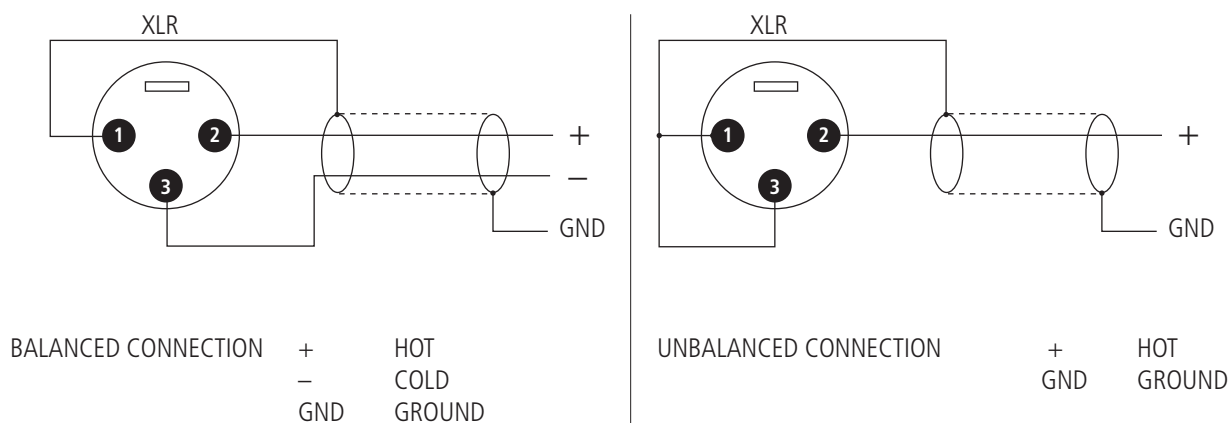 XLR
1
2
3
+
–
GND
BALANCED CONNECTION + HOT
– COLD
GND GROUND
XLR
1
2
3
+
GND
UNBALANCED CONNECTION + HOT
GND GROUND